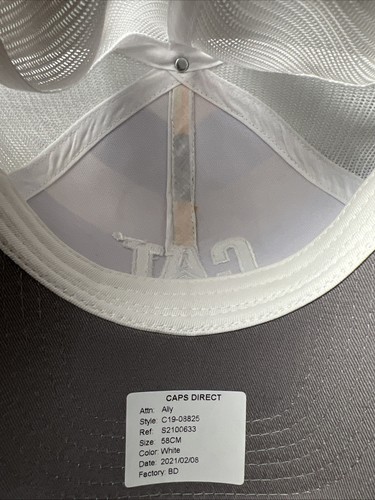 CAT
CAPS DIRECT
Attn: Ally
Style: C19-08825
Ref: S2100633
Size: 58CM
Color: White
Date: 2021/02/08
Factory: BD